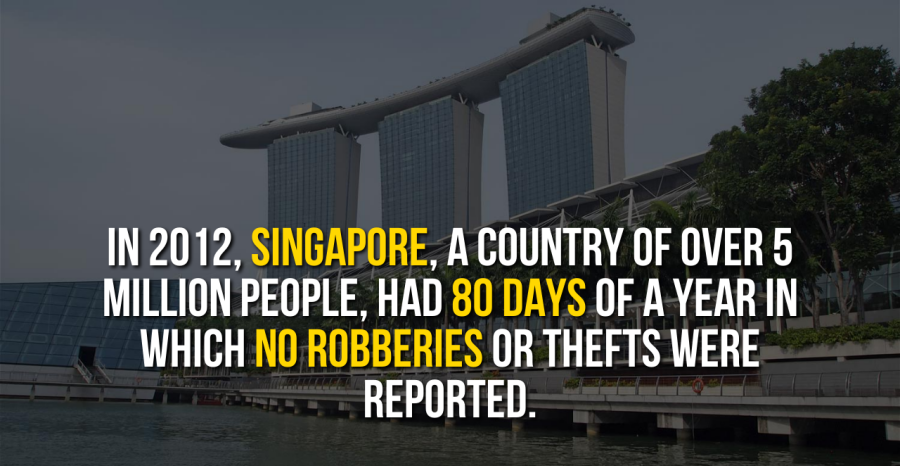 IN 2012, SINGAPORE, A COUNTRY OF OVER 5
MILLION PEOPLE, HAD 80 DAYS OF A YEAR IN
WHICH NO ROBBERIES OR THEFTS WERE
REPORTED.